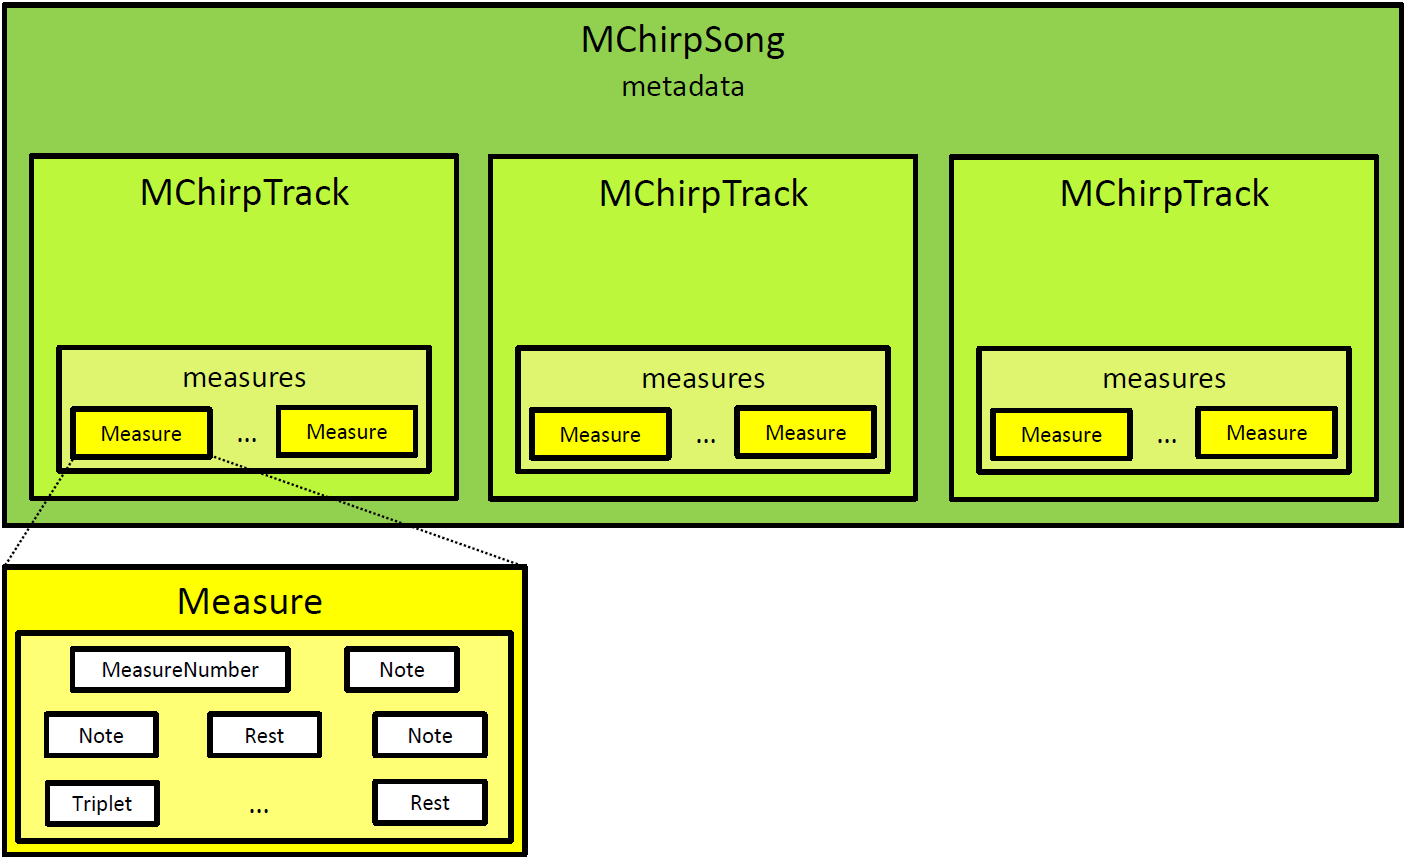 MChirpSong
metadata
MChirpTrack
MChirpTrack
MChirpTrack
measures
measures
measures
Measure ... Measure
Measure ... Measure
Measure ... Measure
Measure
MeasureNumber Note
Note Rest Note
Triplet ... Rest